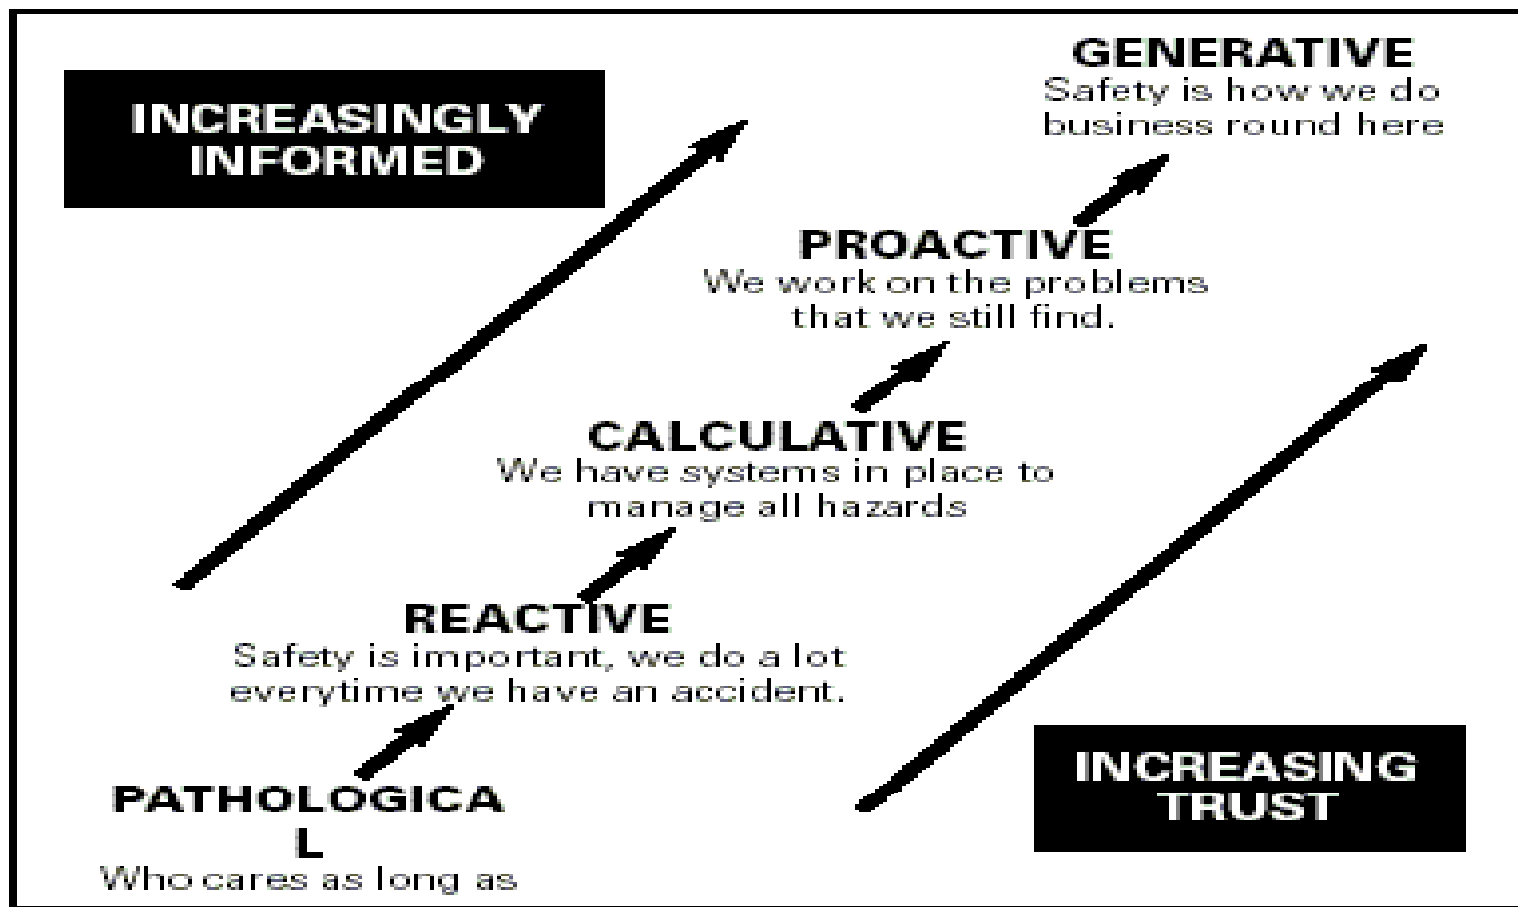 GENERATIVE
Safety is how we do
business round here
INCREASINGLY
INFORMED
PROACTIVE
We work on the problems
that we still find.
CALCULATIVE
We have systems in place to
manage all hazards
REACTIVE
Safety is important, we do a lot
everytime we have an accident.
INCREASING
TRUST
PATHOLOGICA
L
Who cares as long as